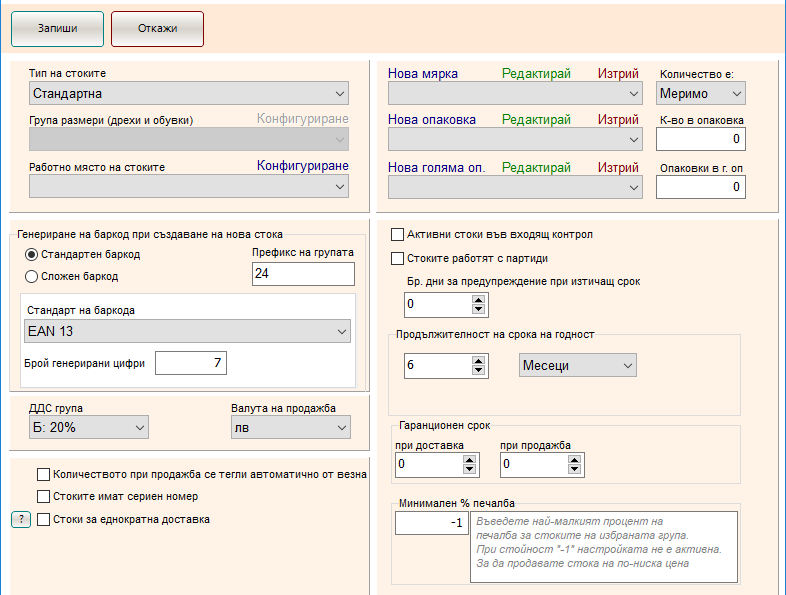 Запиши
Откажи
Тип на стоките
Стандартна
Група размери (дрехи и обувки)
Конфигуриране
Работно място на стоките
Конфигуриране
Нова мярка
Редактирай
Изтрий
Количество е:
Меримо
Нова опаковка
Редактирай
Изтрий
К-во в опаковка
0
Нова голяма оп.
Редактирай
Изтрий
Опаковки в г. оп
0
Генериране на баркод при създаване на нова стока
Стандартен баркод
Сложен баркод
Префикс на групата
24
Стандарт на баркода
EAN 13
Брой генерирани цифри
7
ДДС група
Б: 20%
Валута на продажба
лв
Количеството при продажба се тегли автоматично от везна
Стоките имат сериен номер
?
Стоки за еднократна доставка
Активни стоки във входящ контрол
Стоките работят с партиди
Бр. дни за предупреждение при изтичащ срок
0
Продължителност на срока на годност
6
Месеци
Гаранционен срок
при доставка
0
при продажба
0
Минимален % печалба
-1
Въведете най-малкият процент на
печалба за стоките на избраната група.
При стойност "-1" настройката не е активна.
За да продавате стока на по-ниска цена